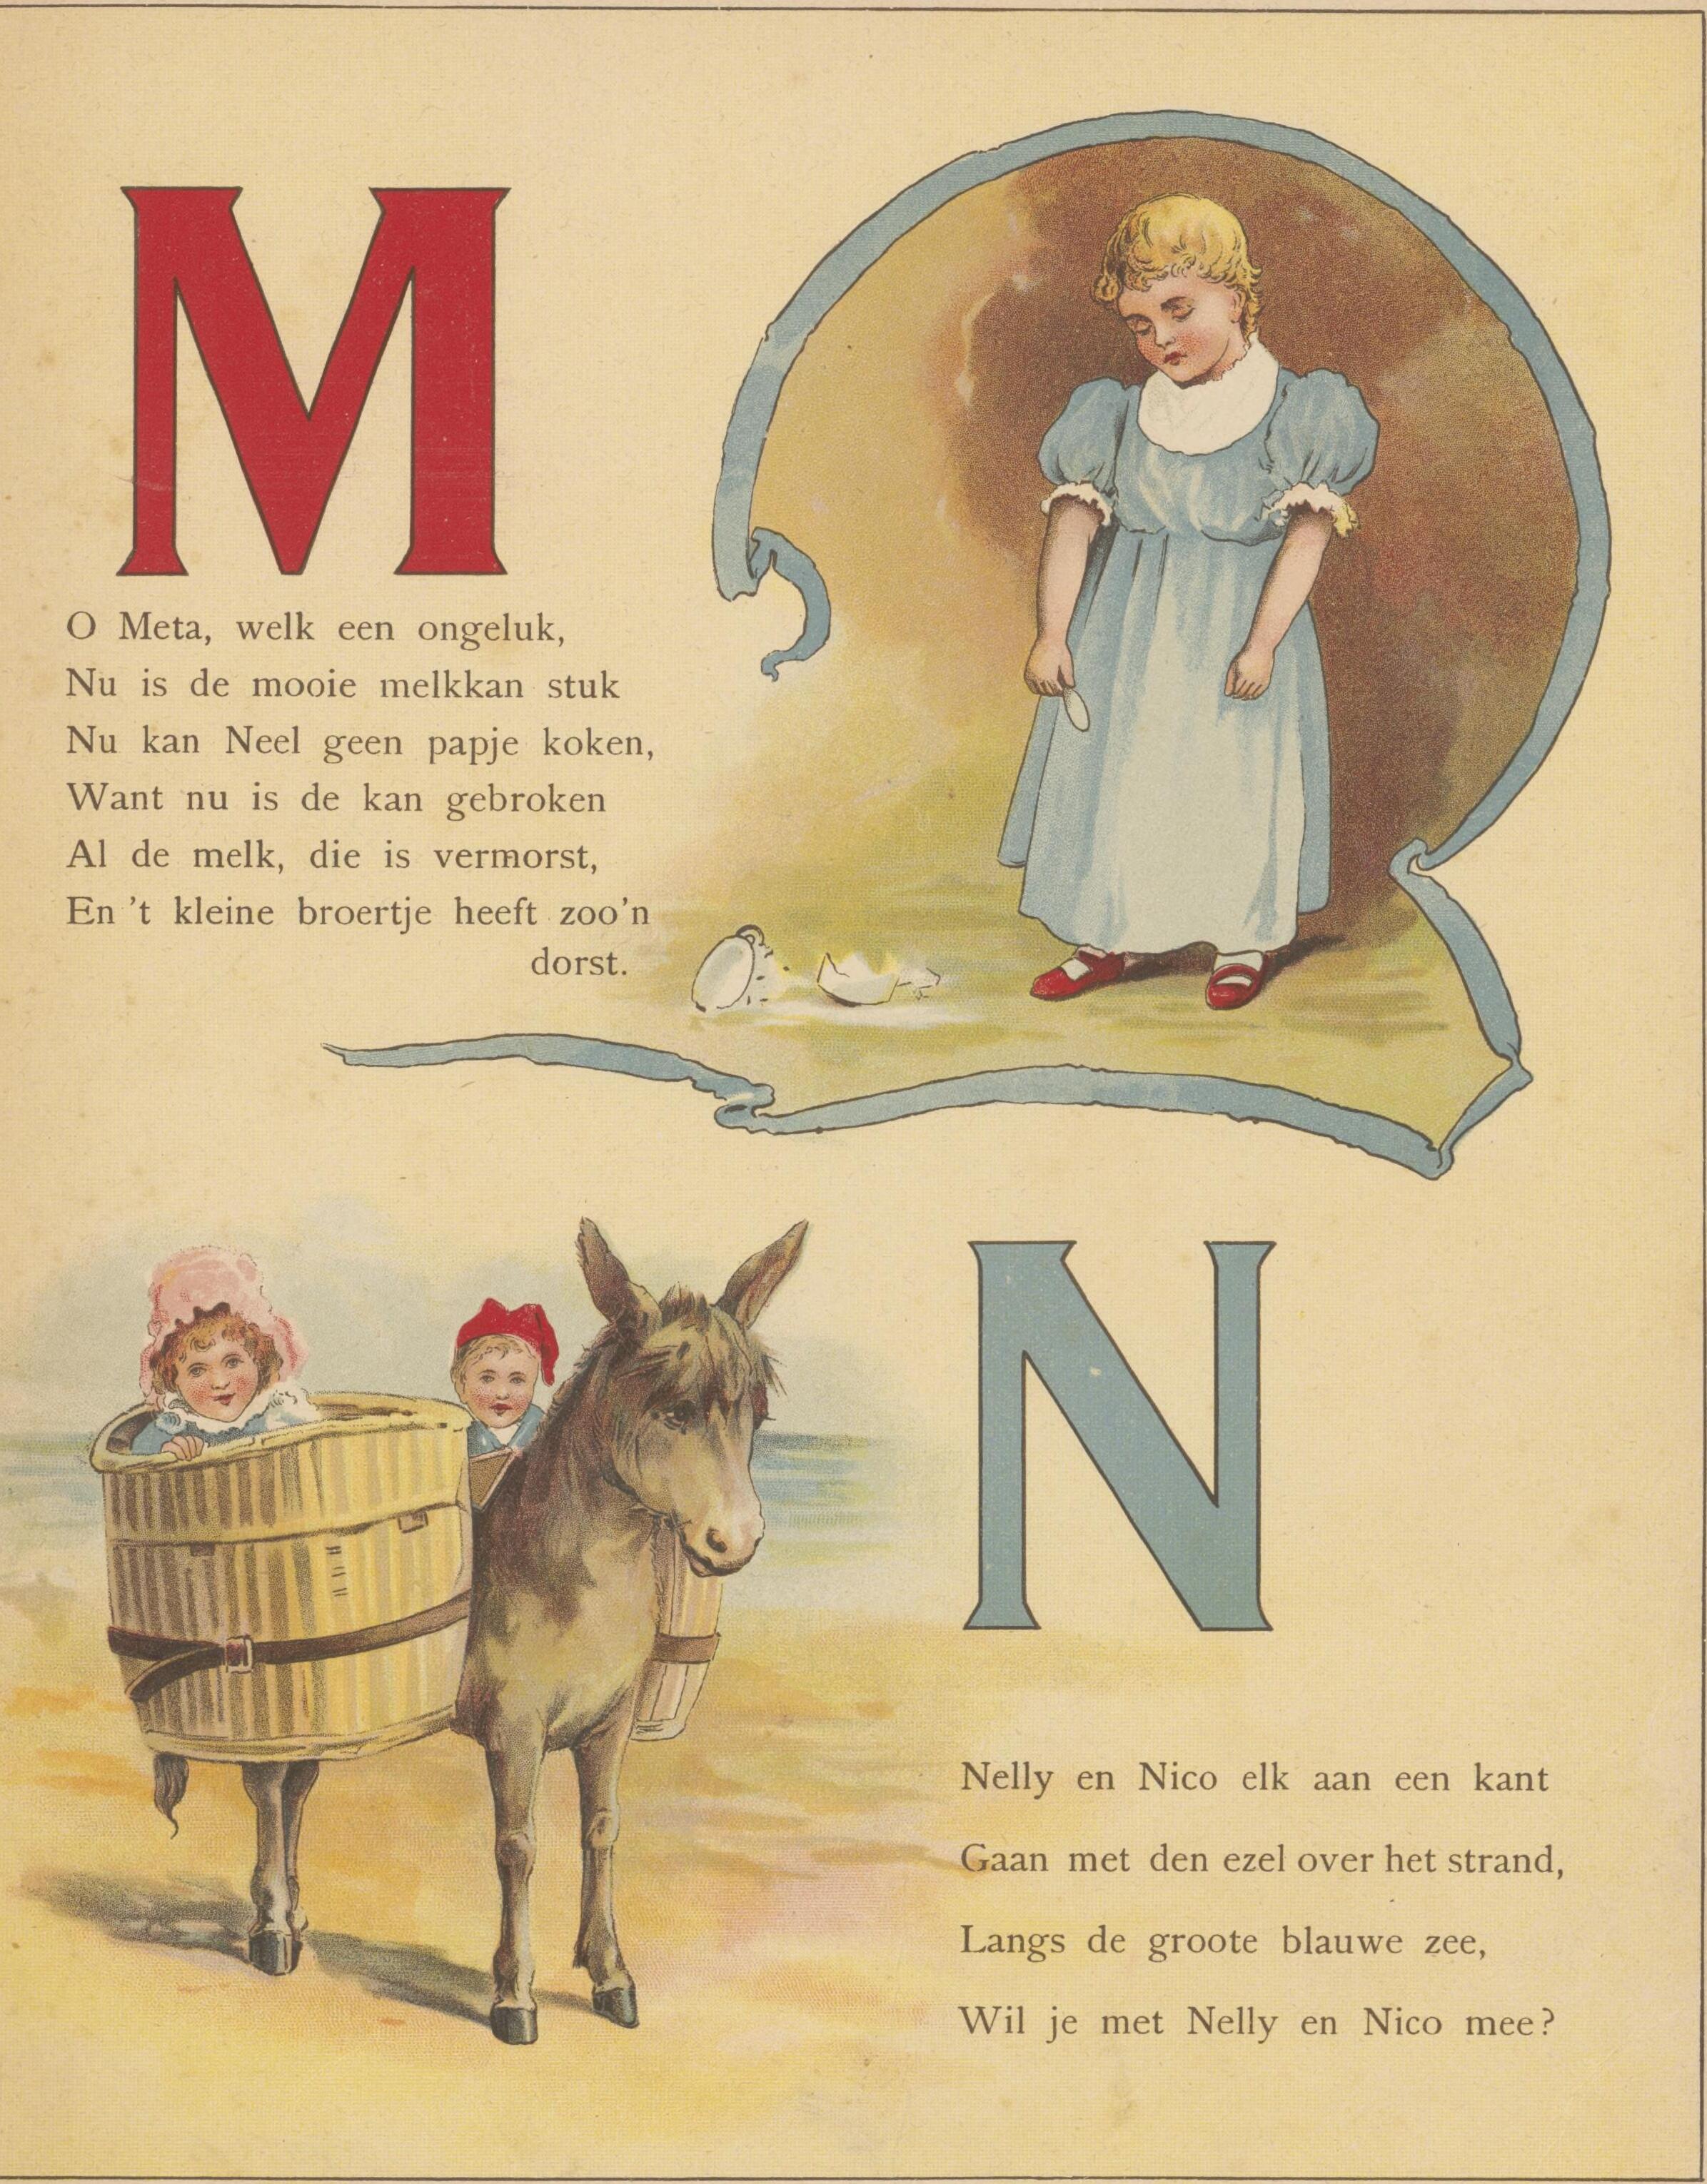 M
O Meta, welk een ongeluk,
Nu is de mooie melkkan stuk
Nu kan Neel geen papje koken,
Want nu is de kan gebroken
Al de melk, die is vermorst,
En 't kleine broertje heeft zoo'n
dorst.
N
Nelly en Nico elk aan een kant
Gaan met den ezel over het strand,
Langs de groote blauwe zee,
Wil je met Nelly en Nico mee?